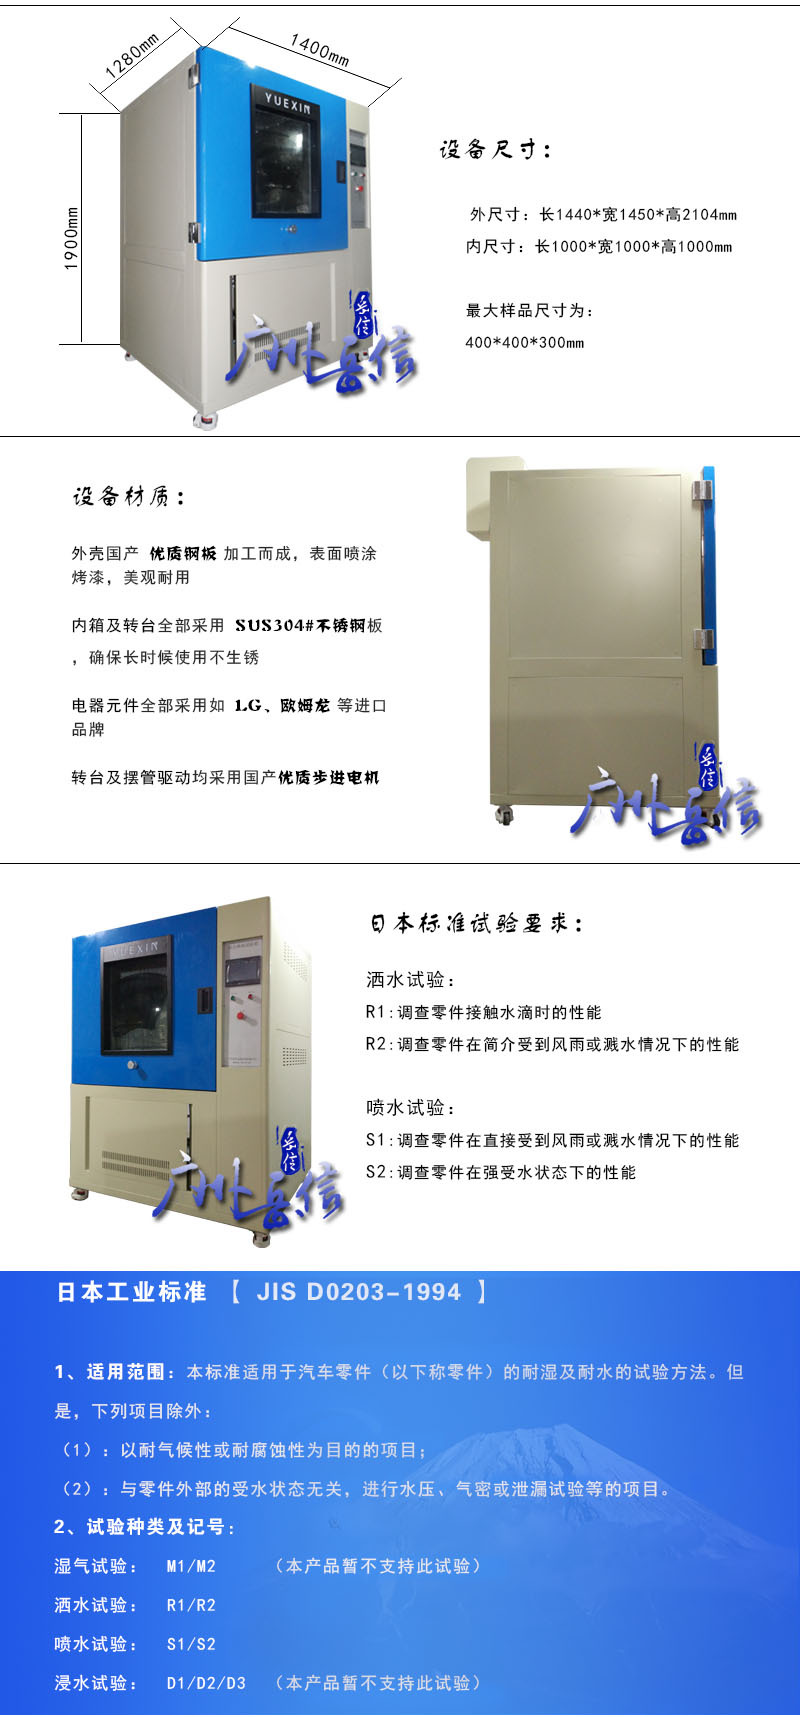 1280mm
1400mm
1900mm
YUEXIN
设备尺寸：
外尺寸：长1440*宽1450*高2104mm
内尺寸：长1000*宽1000*高1000mm
最大样品尺寸为：
400*400*300mm
广州岳信
设备材质：
外壳国产 优质钢板 加工而成，表面喷涂
烤漆，美观耐用
内箱及转台全部采用 SUS304#不锈钢板
，确保长时候使用不生锈
电器元件全部采用如 LG、欧姆龙 等进口
品牌
转台及摆管驱动均采用国产优质步进电机
广州岳信
YUEXIN
日本标准试验要求：
洒水试验：
R1:调查零件接触水滴时的性能
R2:调查零件在简介受到风雨或溅水情况下的性能
喷水试验：
S1:调查零件在直接受到风雨或溅水情况下的性能
S2:调查零件在强受水状态下的性能
广州岳信
日本工业标准 【 JIS D0203-1994 】
1、适用范围：本标准适用于汽车零件（以下称零件）的耐湿及耐水的试验方法。但
是，下列项目除外：
（1）：以耐气候性或耐腐蚀性为目的的项目；
（2）：与零件外部的受水状态无关，进行水压、气密或泄漏试验等的项目。
2、试验种类及记号：
湿气试验： M1/M2 （本产品暂不支持此试验）
洒水试验： R1/R2
喷水试验： S1/S2
浸水试验： D1/D2/D3 （本产品暂不支持此试验）